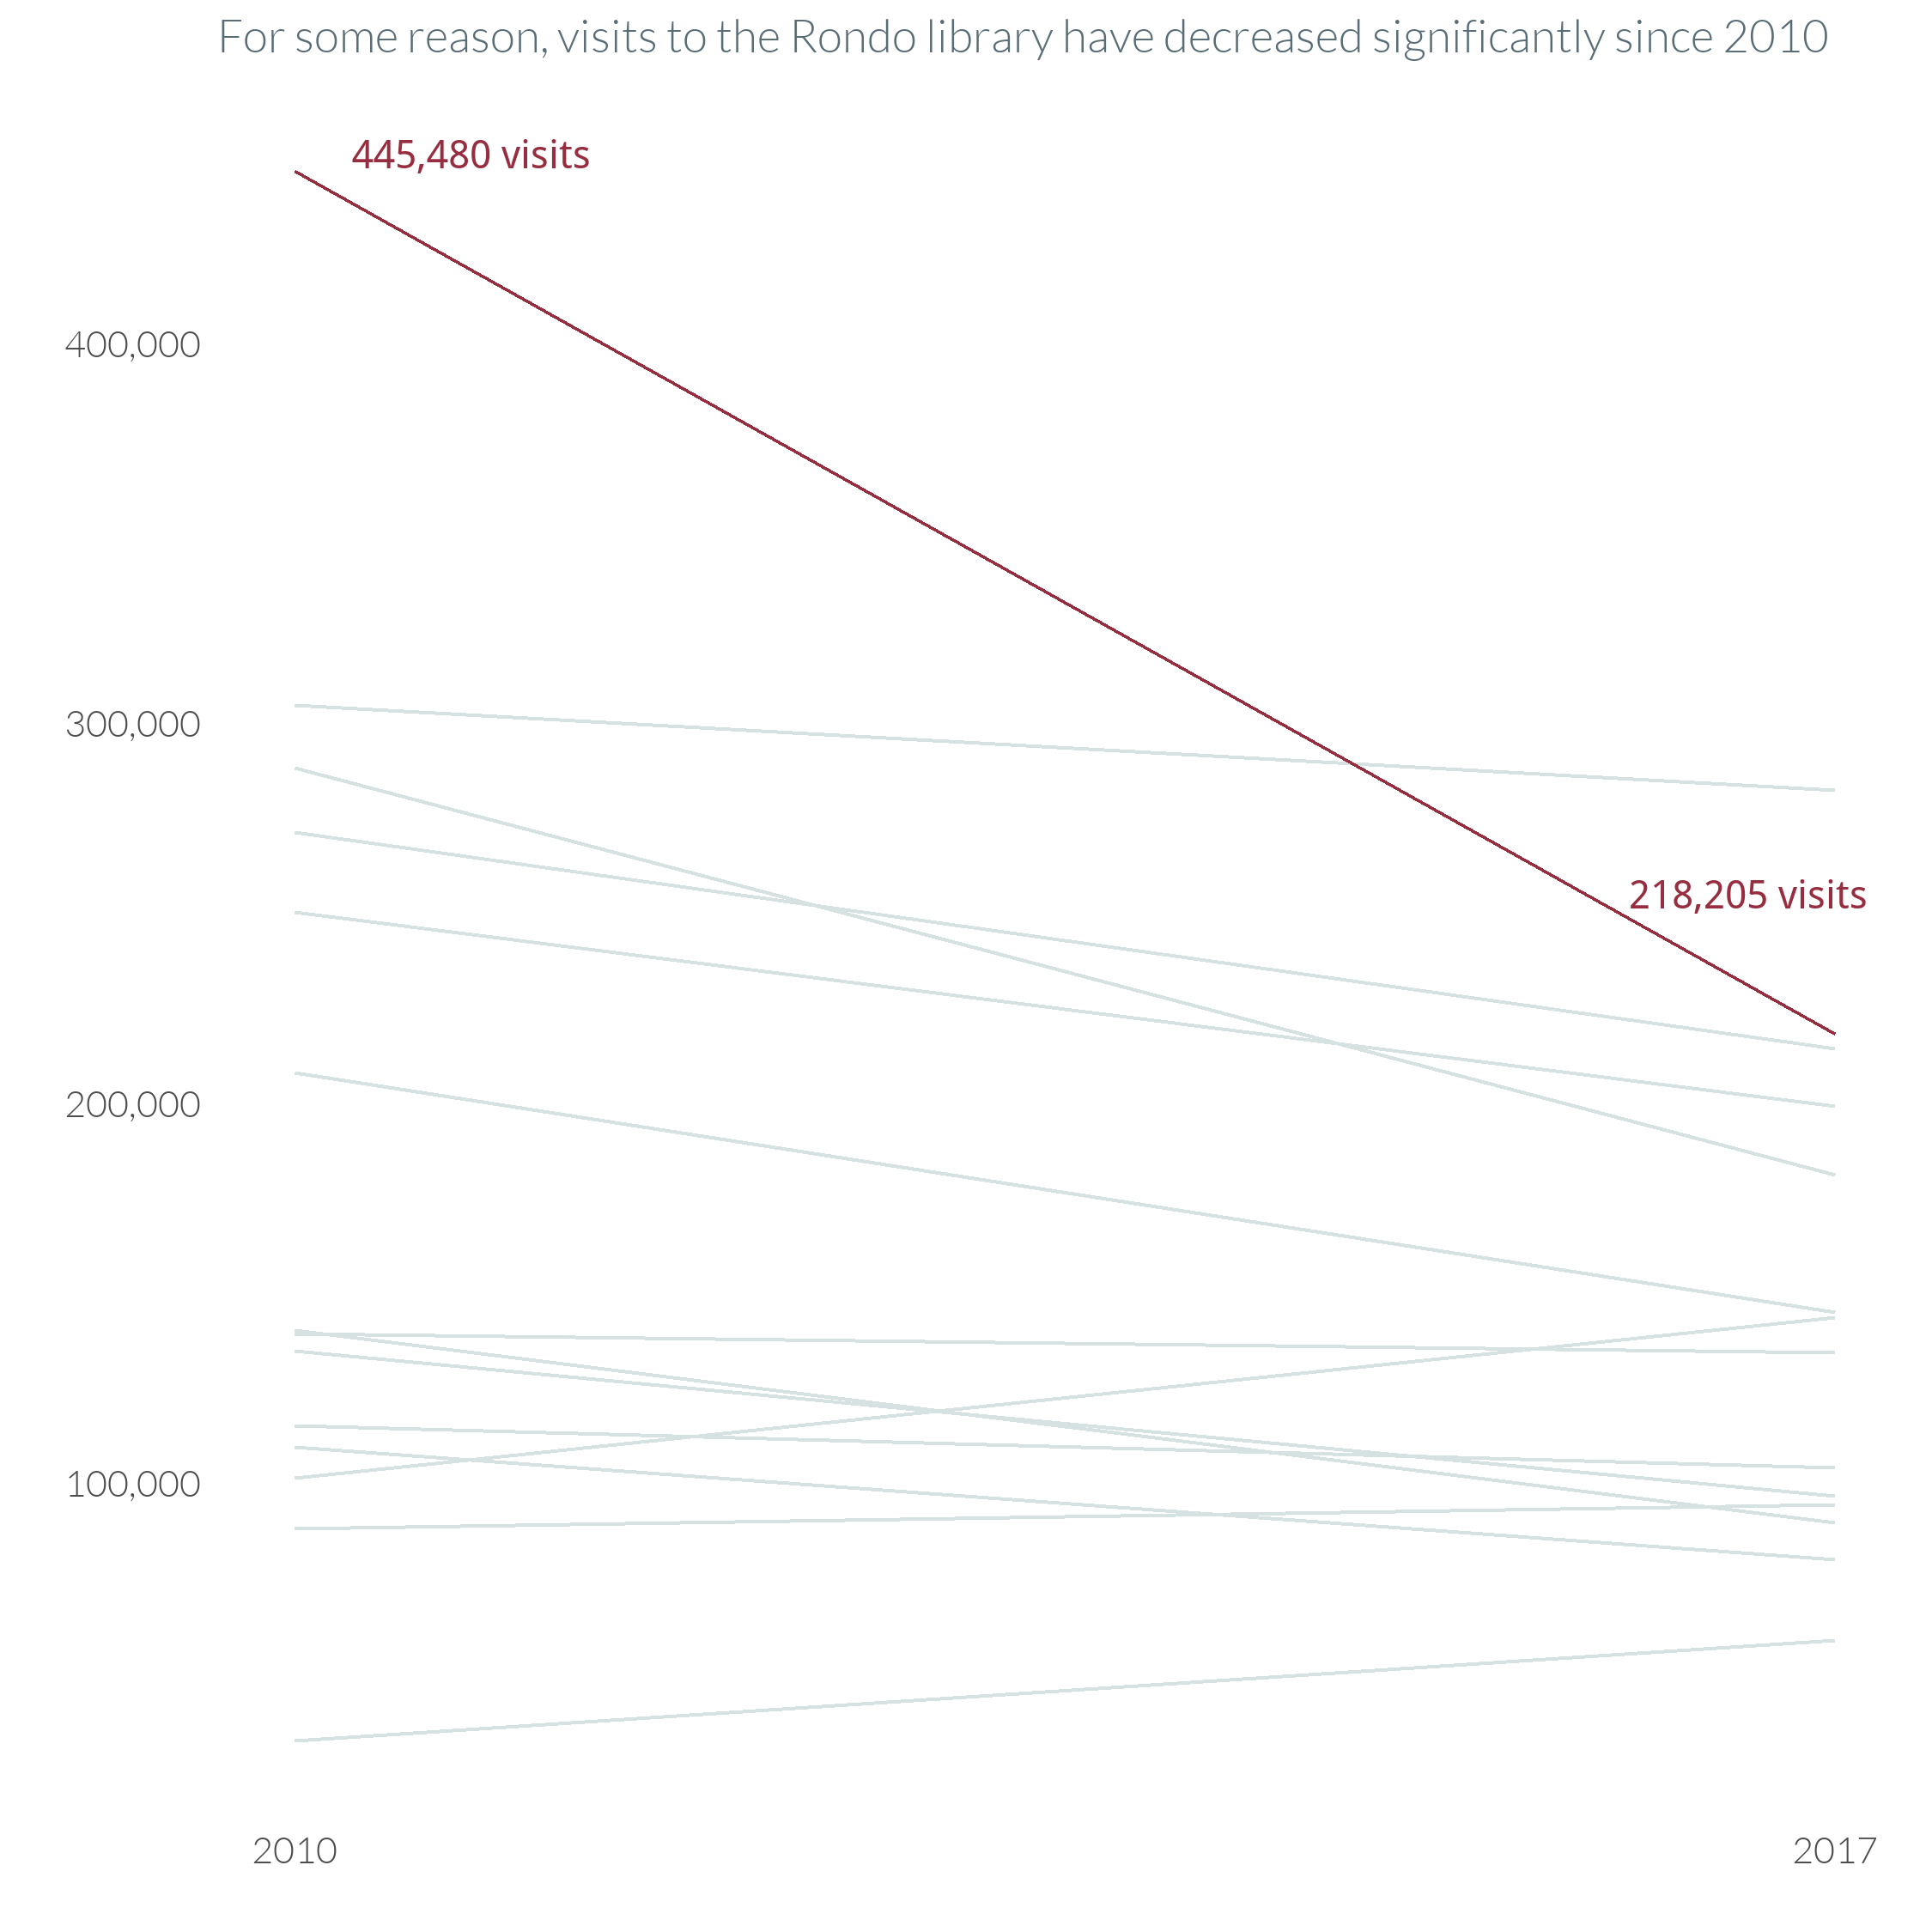 For some reason, visits to the Rondo library have decreased significantly since 2010
445,480 visits
400,000
300,000
218,205 visits
200,000
100,000
2010
2017